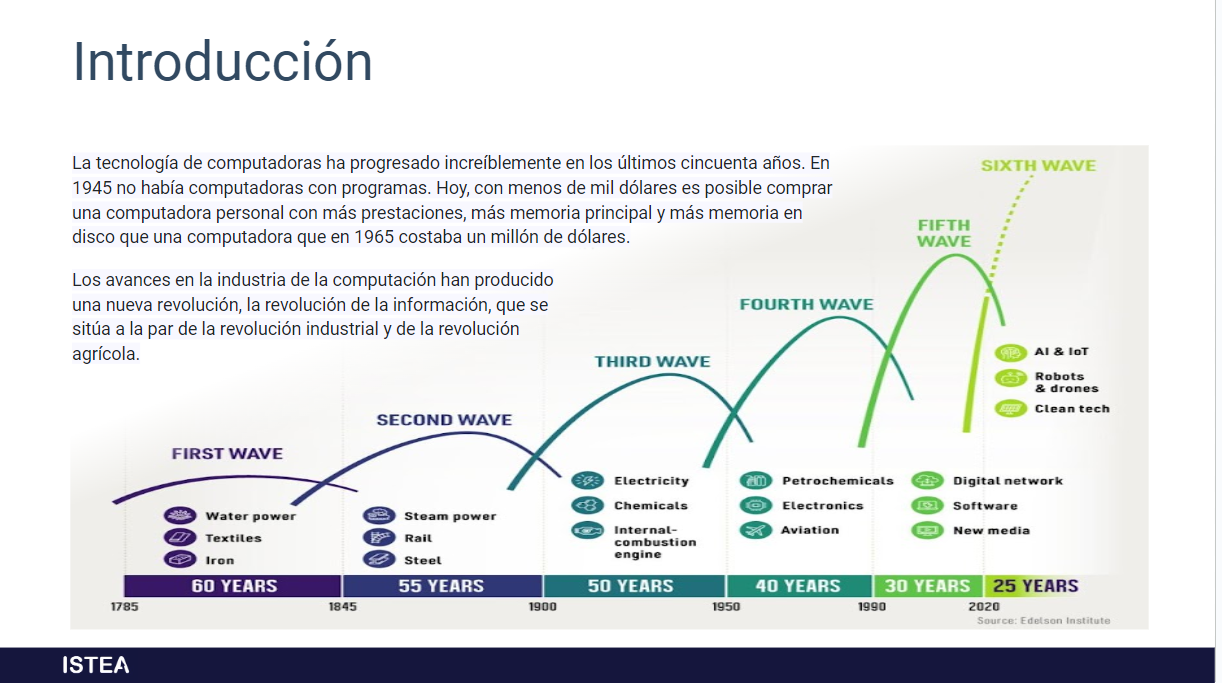 Introducción
La tecnología de computadoras ha progresado increíblemente en los últimos cincuenta años. En
1945 no había computadoras con programas. Hoy, con menos de mil dólares es posible comprar
una computadora personal con más prestaciones, más memoria principal y más memoria en
disco que una computadora que en 1965 costaba un millón de dólares.
Los avances en la industria de la computación han producido
una nueva revolución, la revolución de la información, que se
sitúa a la par de la revolución industrial y de la revolución
agrícola.
FIRST WAVE
Water power
Textiles
Iron
SECOND WAVE
Steam power
Rail
Steel
THIRD WAVE
Electricity
Chemicals
Internal-
combustion
engine
FOURTH WAVE
Petrochemicals
Electronics
Aviation
FIFTH
WAVE
Digital network
Software
New media
SIXTH WAVE
AI & IoT
Robots
& drones
Clean tech
60 YEARS 55 YEARS 50 YEARS 40 YEARS 30 YEARS 25 YEARS
1785 1845 1900 1950 1990 2020
Source: Edelson Institute
ISTEA